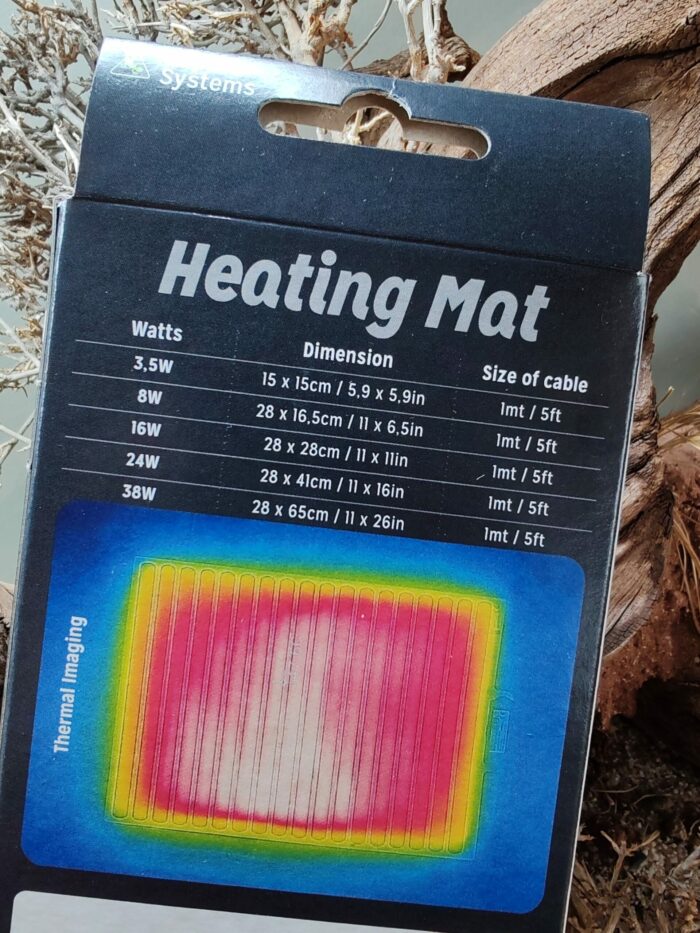 Systems
Heating Mat
Watts Dimension Size of cable
3,5W 15 x 15cm / 5,9 x 5,9in 1mt / 5ft
8W 28 x 16,5cm / 11 x 6,5in 1mt / 5ft
16W 28 x 28cm / 11 x 11in 1mt / 5ft
24W 28 x 41cm / 11 x 16in 1mt / 5ft
38W 28 x 65cm / 11 x 26in 1mt / 5ft
Thermal Imaging